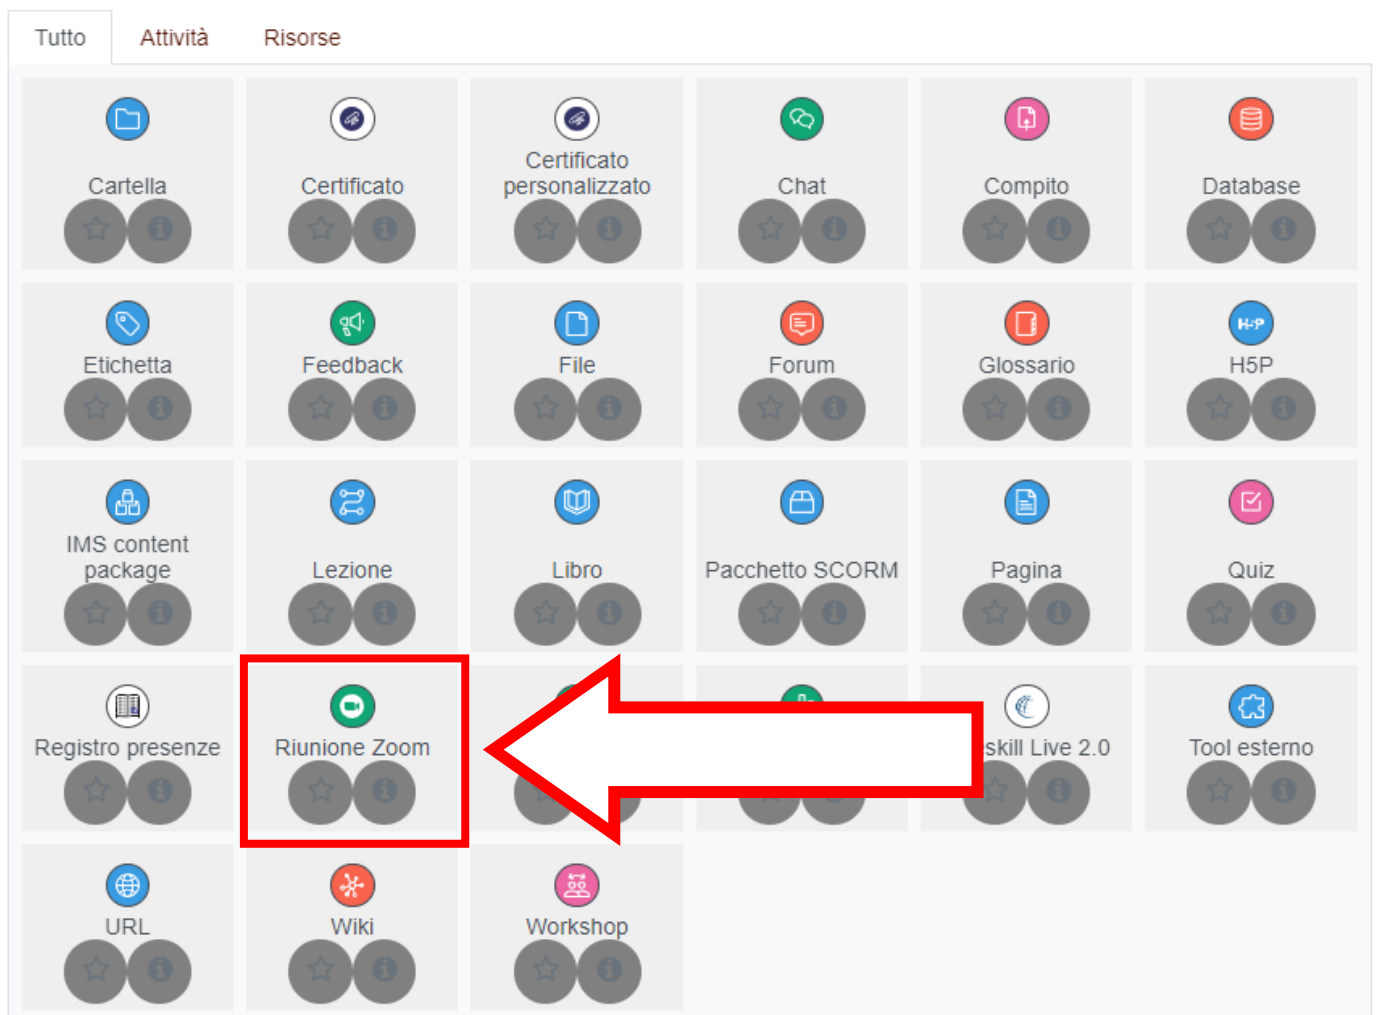 Tutto Attività Risorse
Cartella
Certificato
Certificato
personalizzato
Chat
Compito
Database
Etichetta
Feedback
File
Forum
Glossario
H5P
H5P
IMS content
package
Lezione
Libro
Pacchetto SCORM
Pagina
Quiz
Registro presenze
Riunione Zoom
Live 2.0
Tool esterno
URL
Wiki
Workshop